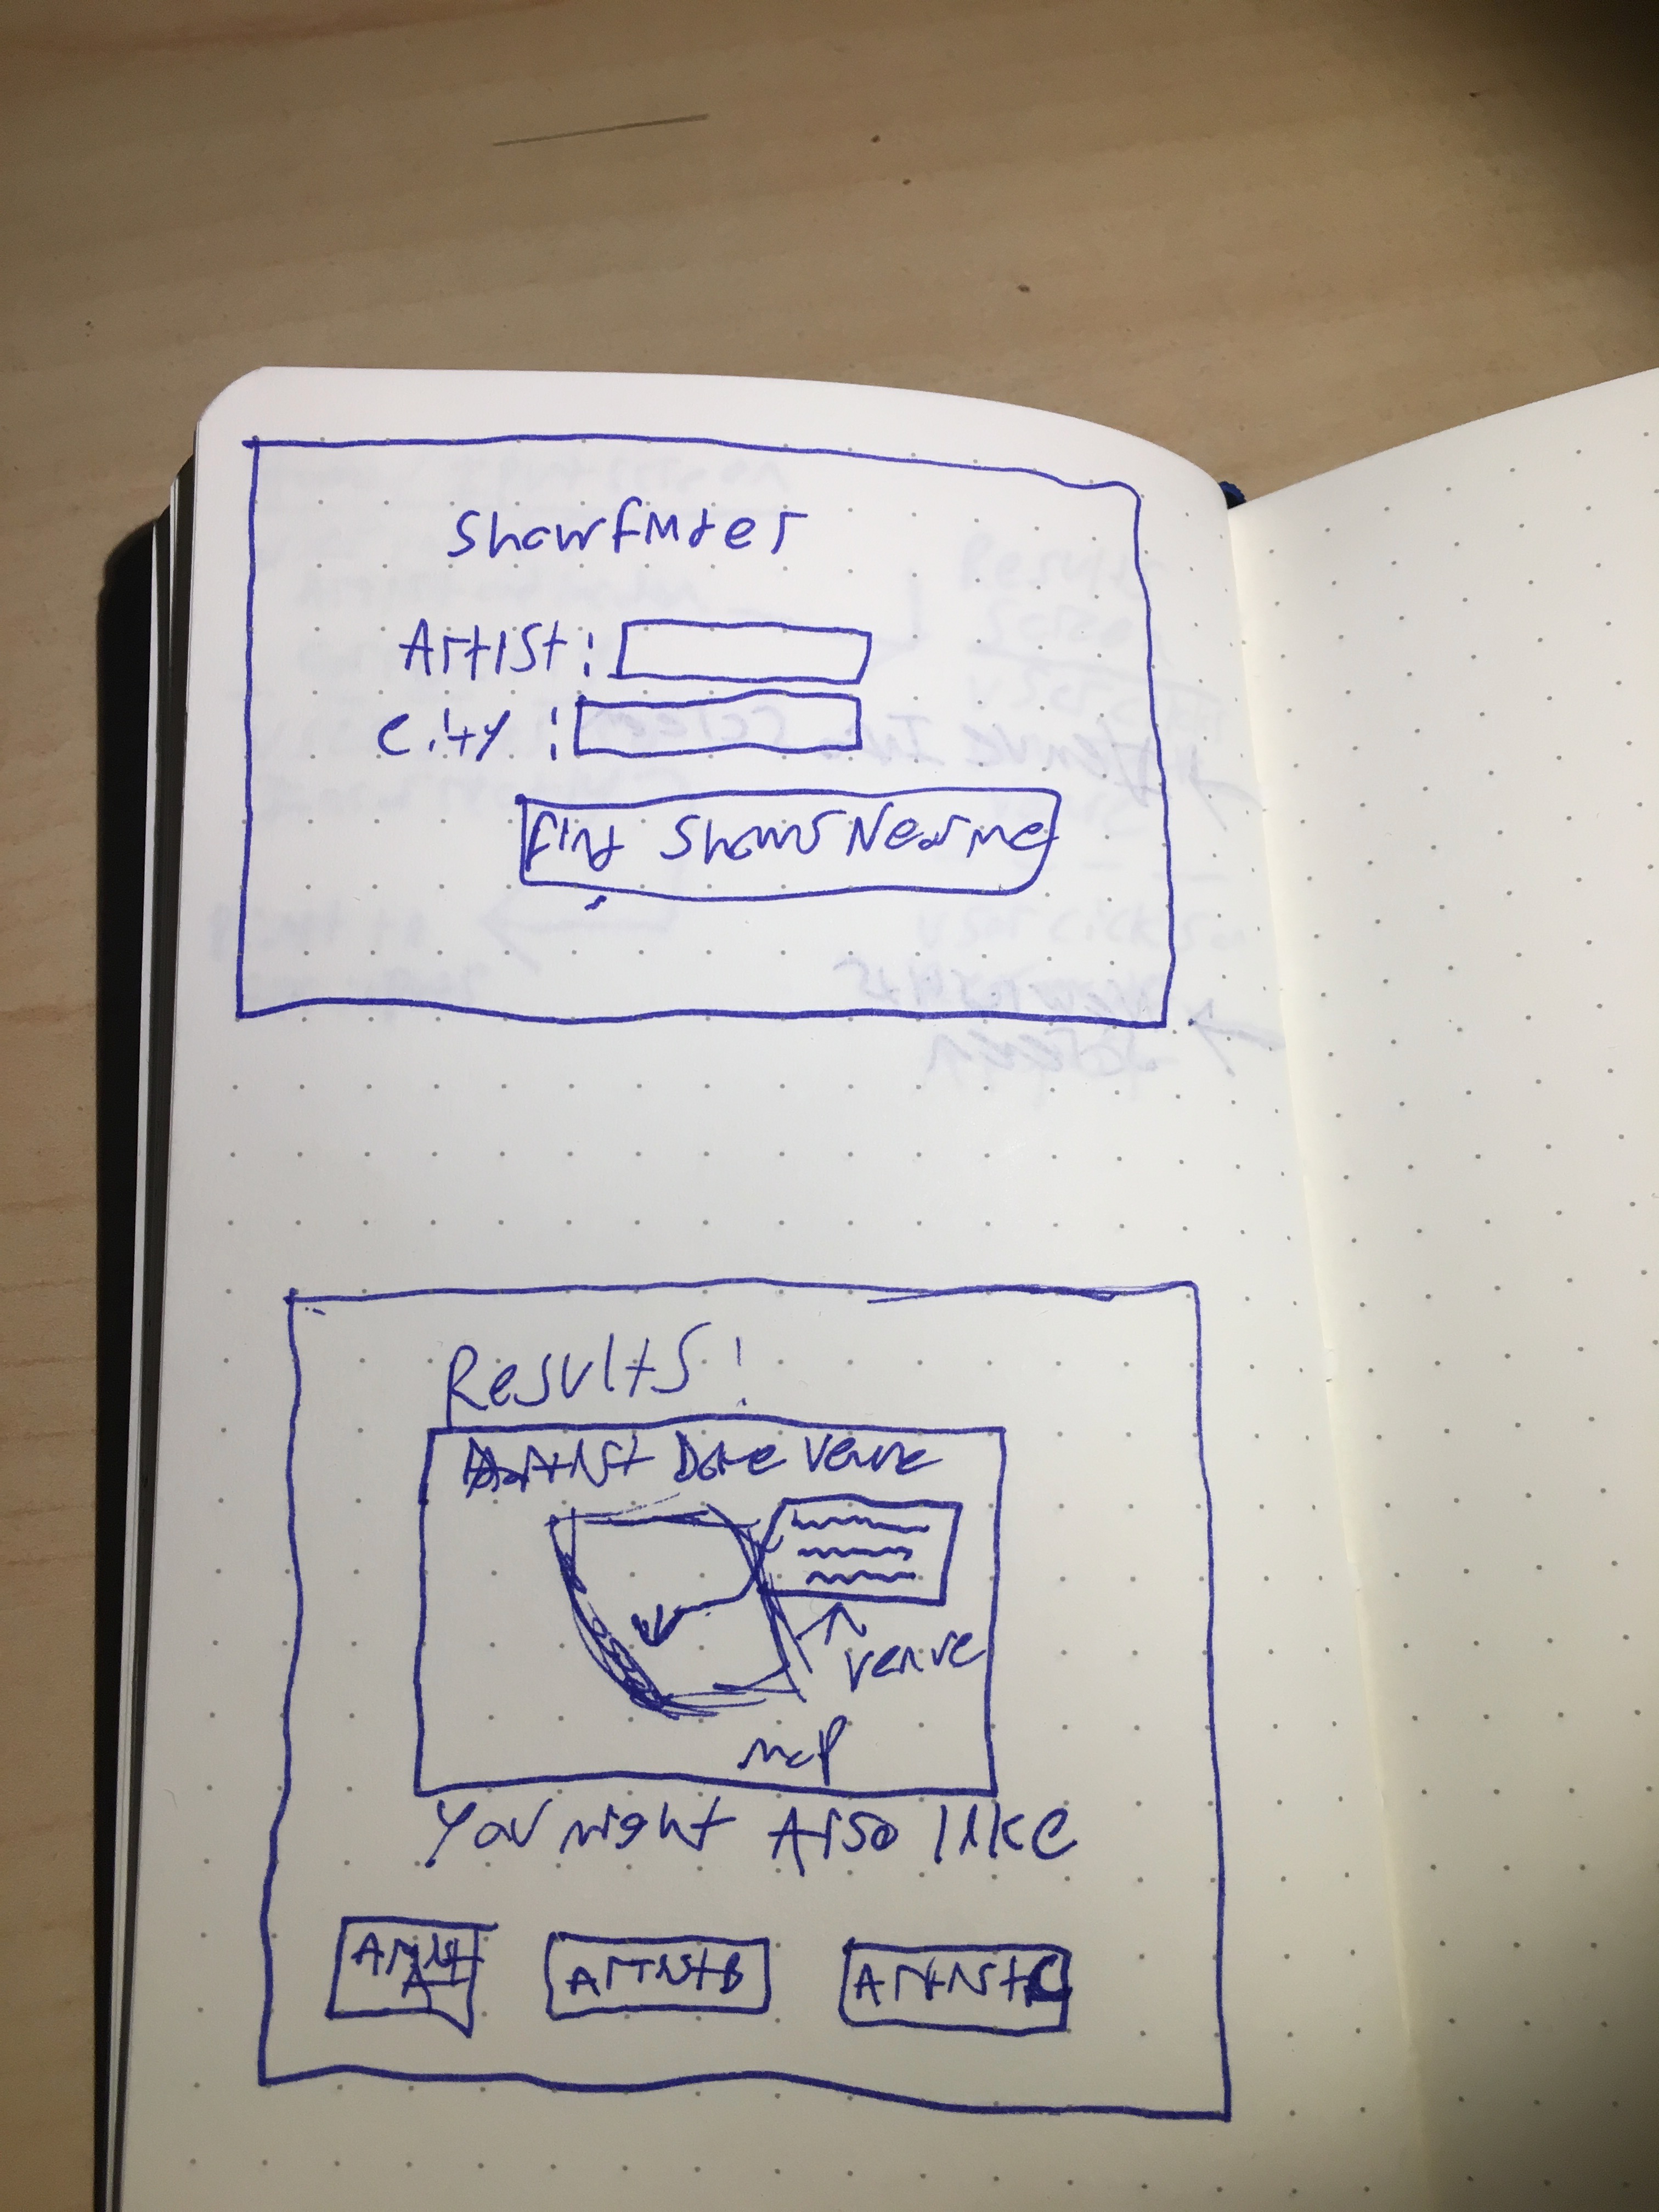 Showfinder
Artist:
City:
Find Shows Near me
Results!
Artist Date Venue
Venue
map
You might Also like
Artist A
Artist B
Artist C